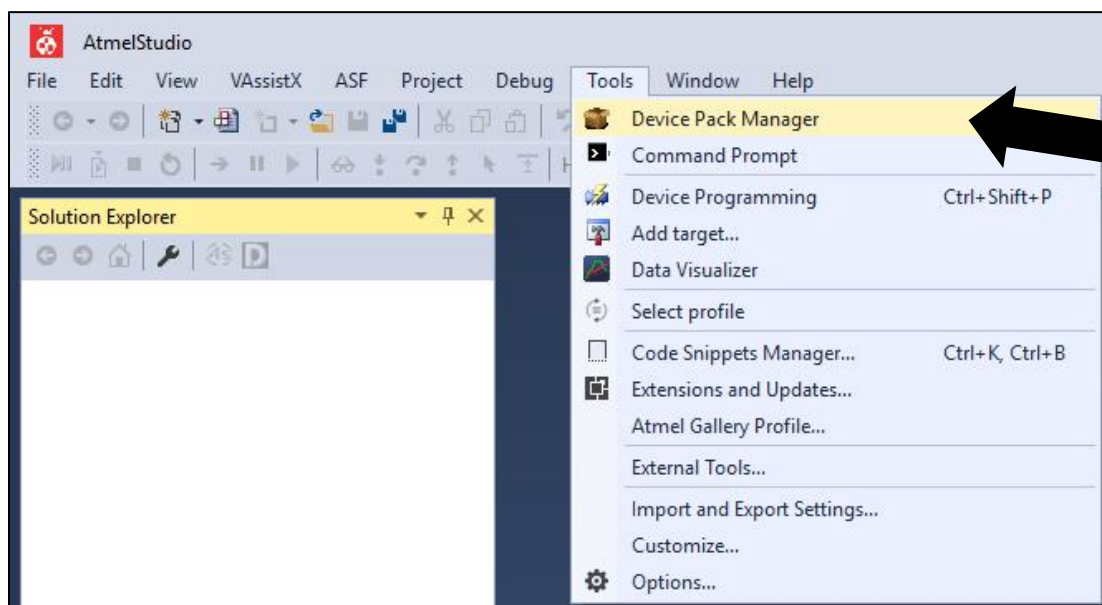 AtmelStudio
File Edit View VAssistX ASF Project Debug Tools Window Help
Device Pack Manager
Command Prompt
Solution Explorer
Device Programming Ctrl+Shift+P
Add target...
Data Visualizer
Select profile
Code Snippets Manager... Ctrl+K, Ctrl+B
Extensions and Updates...
Atmel Gallery Profile...
External Tools...
Import and Export Settings...
Customize...
Options...